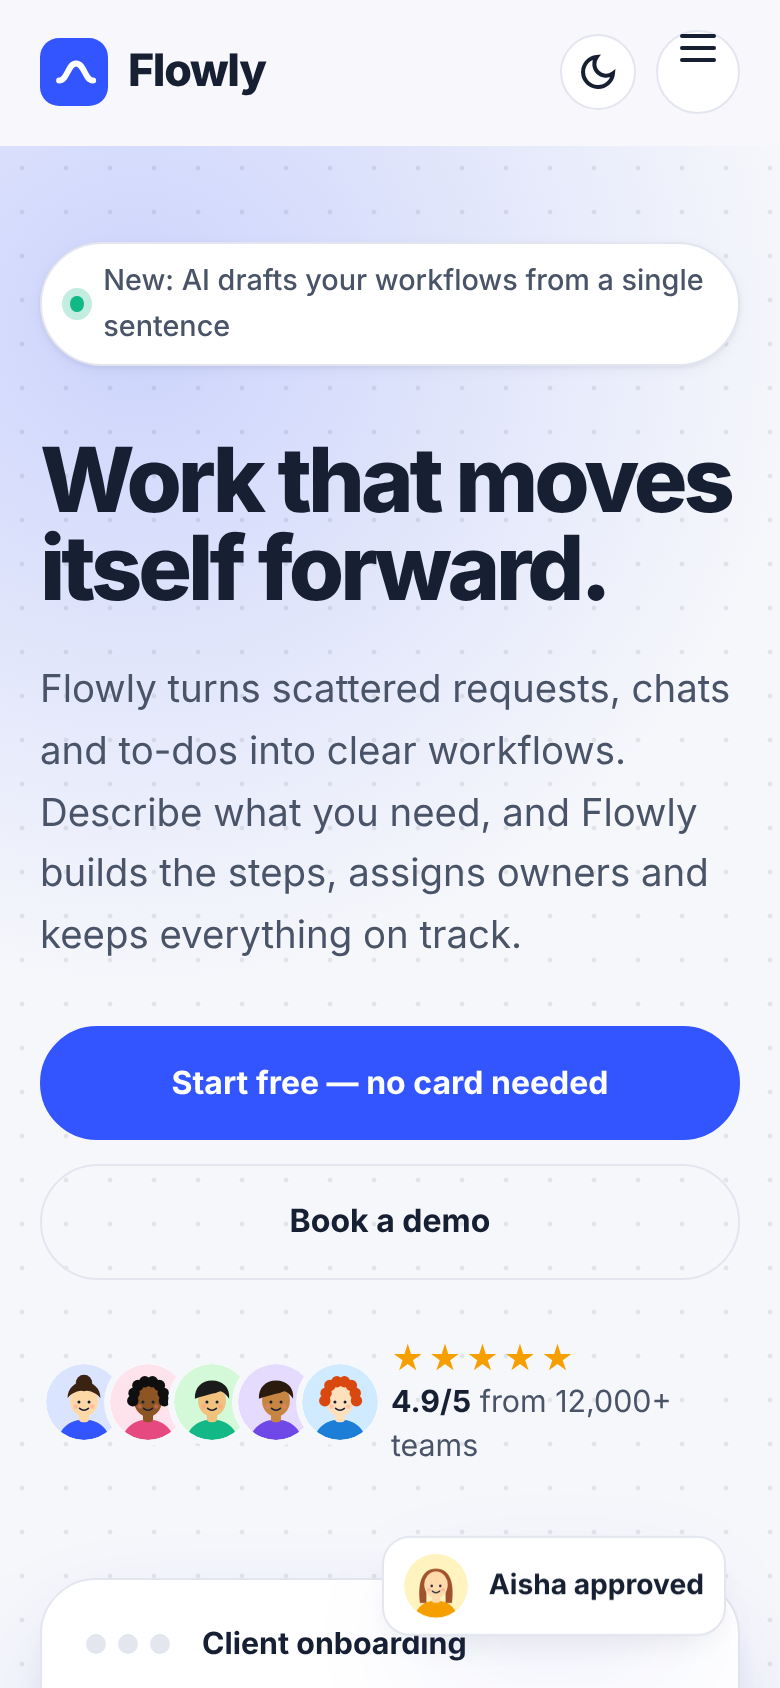 Flowly
New: AI drafts your workflows from a single
sentence
Work that moves
itself forward.
Flowly turns scattered requests, chats
and to-dos into clear workflows.
Describe what you need, and Flowly
builds the steps, assigns owners and
keeps everything on track.
Start free — no card needed
Book a demo
★★★★★
4.9/5 from 12,000+
teams
Aisha approved
Client onboarding